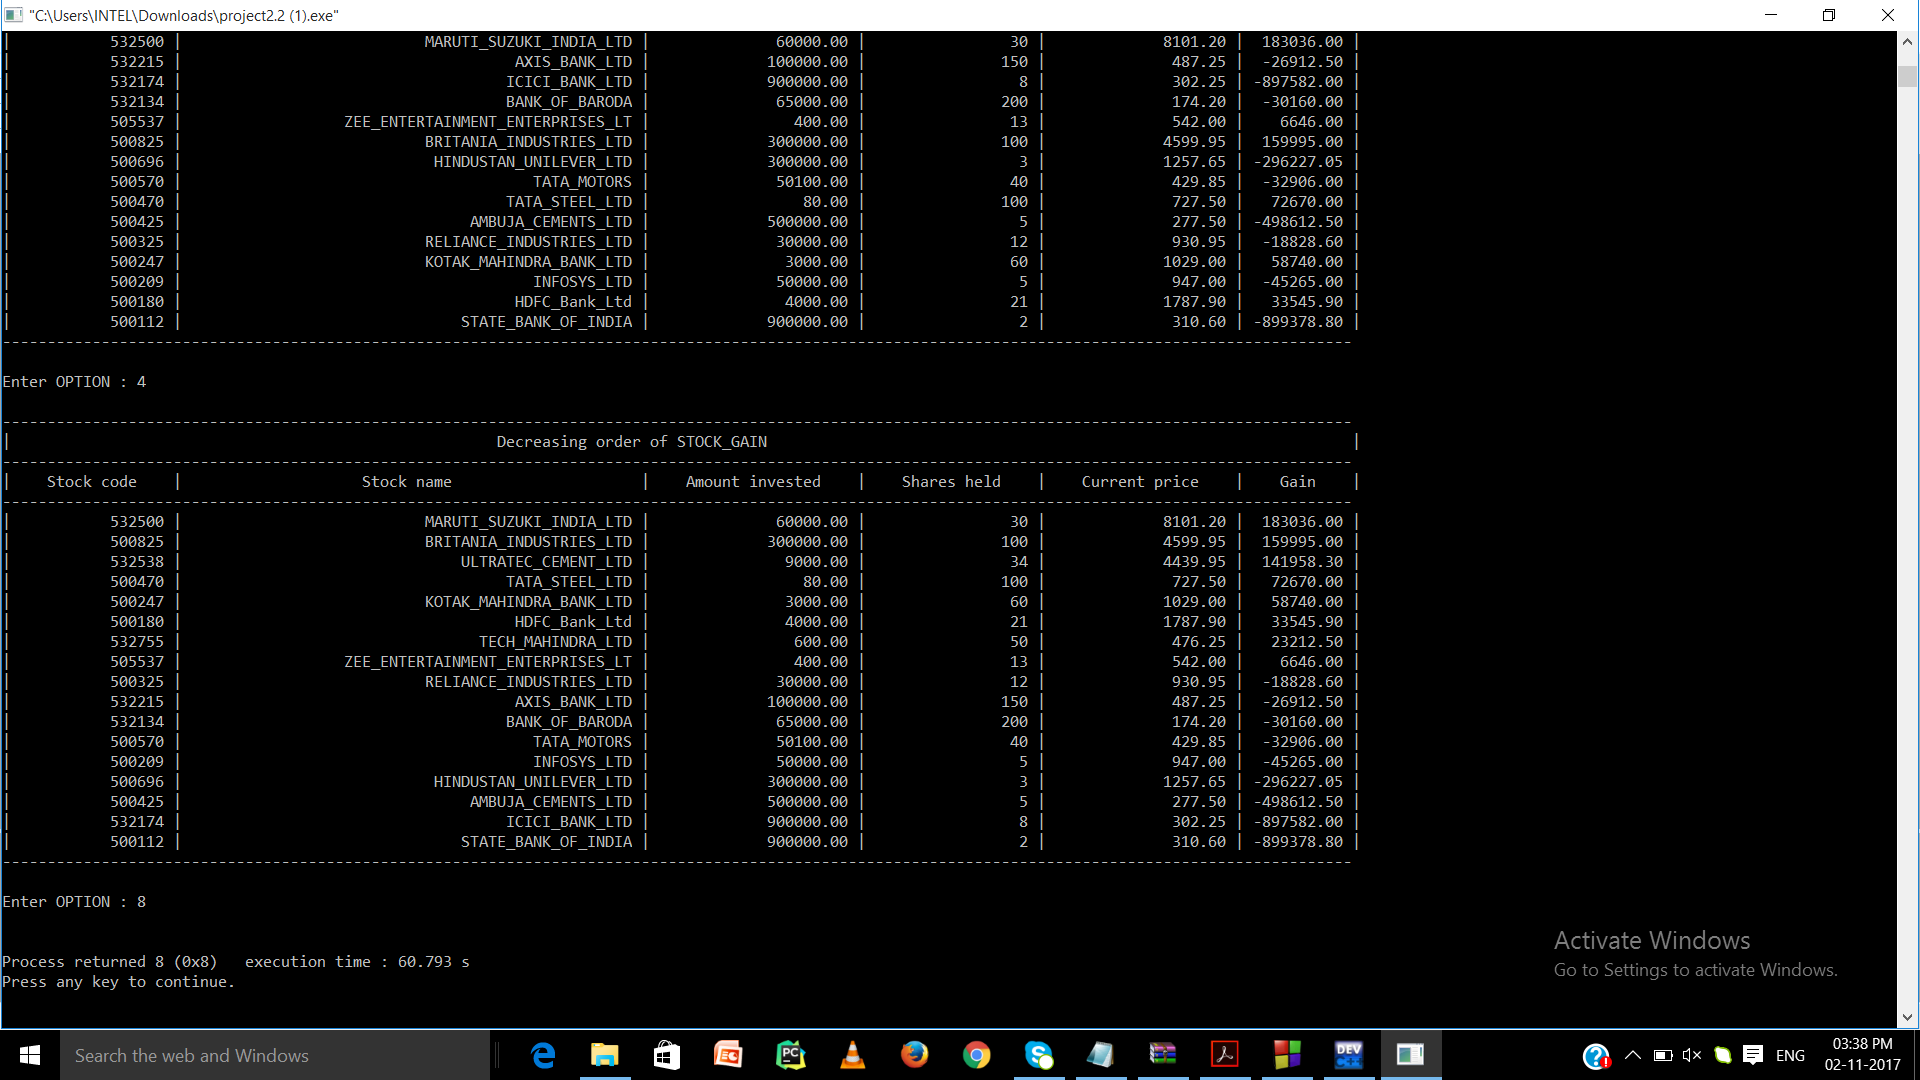 "C:\Users\INTEL\Downloads\project2.2 (1).exe"
| 532500 | MARUTI_SUZUKI_INDIA_LTD | 60000.00 | 30 | 8101.20 | 183036.00 |
| 532215 | AXIS_BANK_LTD | 100000.00 | 150 | 487.25 | -26912.50 |
| 532174 | ICICI_BANK_LTD | 900000.00 | 8 | 302.25 | -897582.00 |
| 532134 | BANK_OF_BARODA | 65000.00 | 200 | 174.20 | -30160.00 |
| 505537 | ZEE_ENTERTAINMENT_ENTERPRISES_LT | 400.00 | 13 | 542.00 | 6646.00 |
| 500825 | BRITANIA_INDUSTRIES_LTD | 300000.00 | 100 | 4599.95 | 159995.00 |
| 500696 | HINDUSTAN_UNILEVER_LTD | 300000.00 | 3 | 1257.65 | -296227.05 |
| 500570 | TATA_MOTORS | 50100.00 | 40 | 429.85 | -32906.00 |
| 500470 | TATA_STEEL_LTD | 80.00 | 100 | 727.50 | 72670.00 |
| 500425 | AMBUJA_CEMENTS_LTD | 500000.00 | 5 | 277.50 | -498612.50 |
| 500325 | RELIANCE_INDUSTRIES_LTD | 30000.00 | 12 | 930.95 | -18828.60 |
| 500247 | KOTAK_MAHINDRA_BANK_LTD | 3000.00 | 60 | 1029.00 | 58740.00 |
| 500209 | INFOSYS_LTD | 50000.00 | 5 | 947.00 | -45265.00 |
| 500180 | HDFC_Bank_Ltd | 4000.00 | 21 | 1787.90 | 33545.90 |
| 500112 | STATE_BANK_OF_INDIA | 900000.00 | 2 | 310.60 | -899378.80 |
Enter OPTION : 4
| Decreasing order of STOCK_GAIN |
| Stock code | Stock name | Amount invested | Shares held | Current price | Gain |
| 532500 | MARUTI_SUZUKI_INDIA_LTD | 60000.00 | 30 | 8101.20 | 183036.00 |
| 500825 | BRITANIA_INDUSTRIES_LTD | 300000.00 | 100 | 4599.95 | 159995.00 |
| 532538 | ULTRATEC_CEMENT_LTD | 9000.00 | 34 | 4439.95 | 141958.30 |
| 500470 | TATA_STEEL_LTD | 80.00 | 100 | 727.50 | 72670.00 |
| 500247 | KOTAK_MAHINDRA_BANK_LTD | 3000.00 | 60 | 1029.00 | 58740.00 |
| 500180 | HDFC_Bank_Ltd | 4000.00 | 21 | 1787.90 | 33545.90 |
| 532755 | TECH_MAHINDRA_LTD | 600.00 | 50 | 476.25 | 23212.50 |
| 505537 | ZEE_ENTERTAINMENT_ENTERPRISES_LT | 400.00 | 13 | 542.00 | 6646.00 |
| 500325 | RELIANCE_INDUSTRIES_LTD | 30000.00 | 12 | 930.95 | -18828.60 |
| 532215 | AXIS_BANK_LTD | 100000.00 | 150 | 487.25 | -26912.50 |
| 532134 | BANK_OF_BARODA | 65000.00 | 200 | 174.20 | -30160.00 |
| 500570 | TATA_MOTORS | 50100.00 | 40 | 429.85 | -32906.00 |
| 500209 | INFOSYS_LTD | 50000.00 | 5 | 947.00 | -45265.00 |
| 500696 | HINDUSTAN_UNILEVER_LTD | 300000.00 | 3 | 1257.65 | -296227.05 |
| 500425 | AMBUJA_CEMENTS_LTD | 500000.00 | 5 | 277.50 | -498612.50 |
| 532174 | ICICI_BANK_LTD | 900000.00 | 8 | 302.25 | -897582.00 |
| 500112 | STATE_BANK_OF_INDIA | 900000.00 | 2 | 310.60 | -899378.80 |
Enter OPTION : 8
Process returned 8 (0x8)   execution time : 60.793 s
Press any key to continue.
Activate Windows
Go to Settings to activate Windows.
Search the web and Windows
PC
DEV
ENG
03:38 PM
02-11-2017